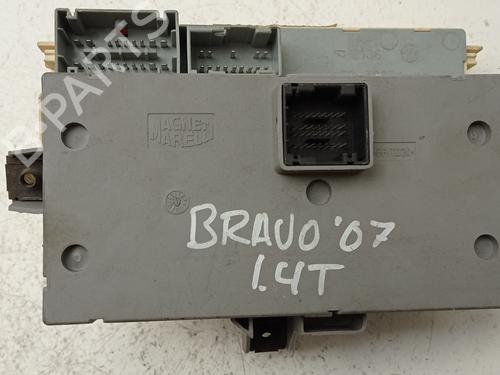 B-PARTS
MAGNETI
MARELLI
BRAVO '07
1.4T